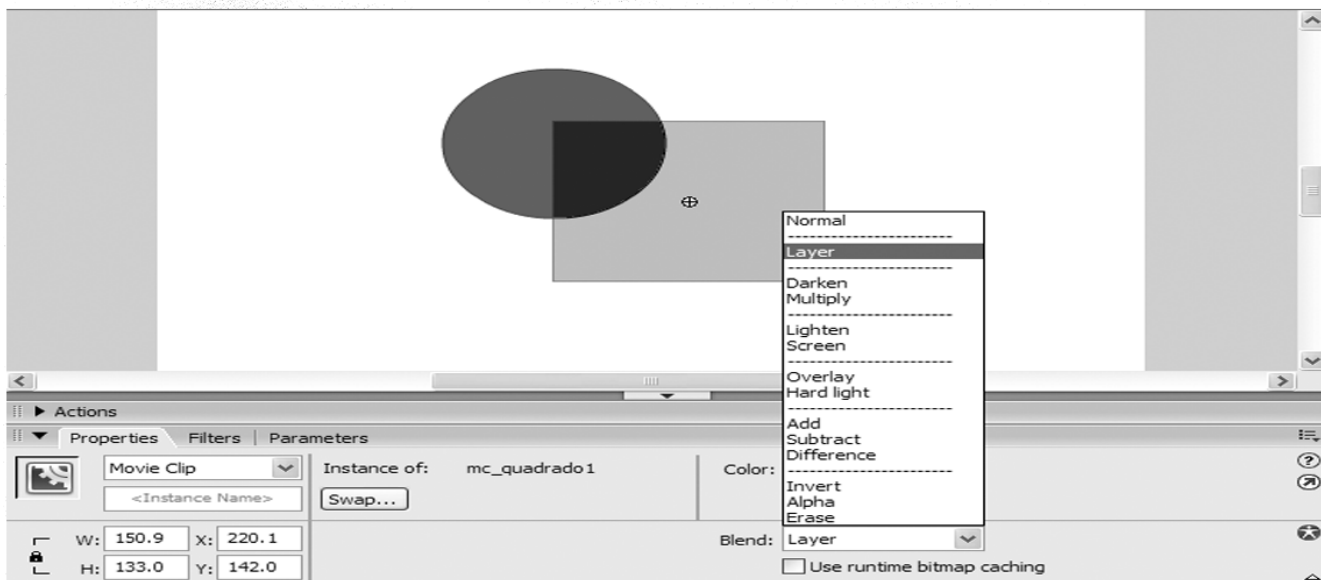 Normal
Layer
Darken
Multiply
Lighten
Screen
Overlay
Hard light
Add
Subtract
Difference
Invert
Alpha
Erase
Actions
Properties Filters | Parameters
Movie Clip Instance of: mc_quadrado1 Color:
<Instance Name> Swap...
W: 150.9 X: 220.1 Blend: Layer
H: 133.0 Y: 142.0 Use runtime bitmap caching